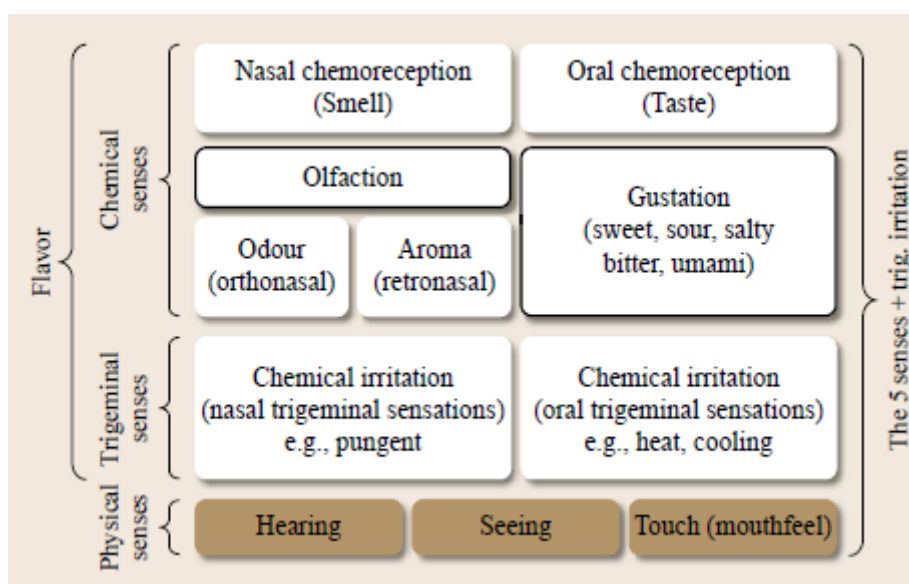 Flavor
Chemical
senses
Nasal chemoreception
(Smell)
Oral chemoreception
(Taste)
Olfaction
Gustation
(sweet, sour, salty
bitter, umami)
Odour
(orthonasal)
Aroma
(retronasal)
Trigeminal
senses
Chemical irritation
(nasal trigeminal sensations)
e.g., pungent
Chemical irritation
(oral trigeminal sensations)
e.g., heat, cooling
Physical
senses
Hearing
Seeing
Touch (mouthfeel)
The 5 senses + trig. irritation